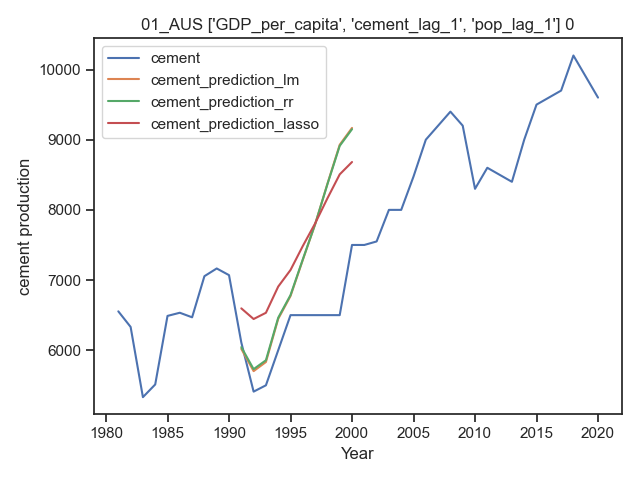 01_AUS ['GDP_per_capita', 'cement_lag_1', 'pop_lag_1'] 0
cement
cement_prediction_lm
cement_prediction_rr
cement_prediction_lasso
10000
9000
8000
7000
6000
cement production
1980 1985 1990 1995 2000 2005 2010 2015 2020
Year